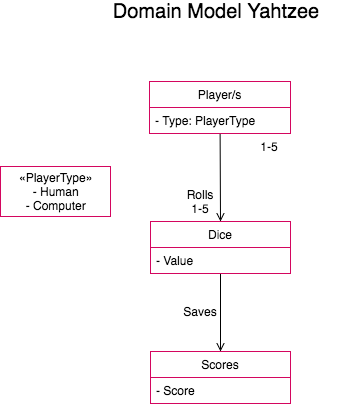 Domain Model Yahtzee
Player/s
- Type: PlayerType
1-5
«PlayerType»
- Human
- Computer
Rolls
1-5
Dice
- Value
Saves
Scores
- Score